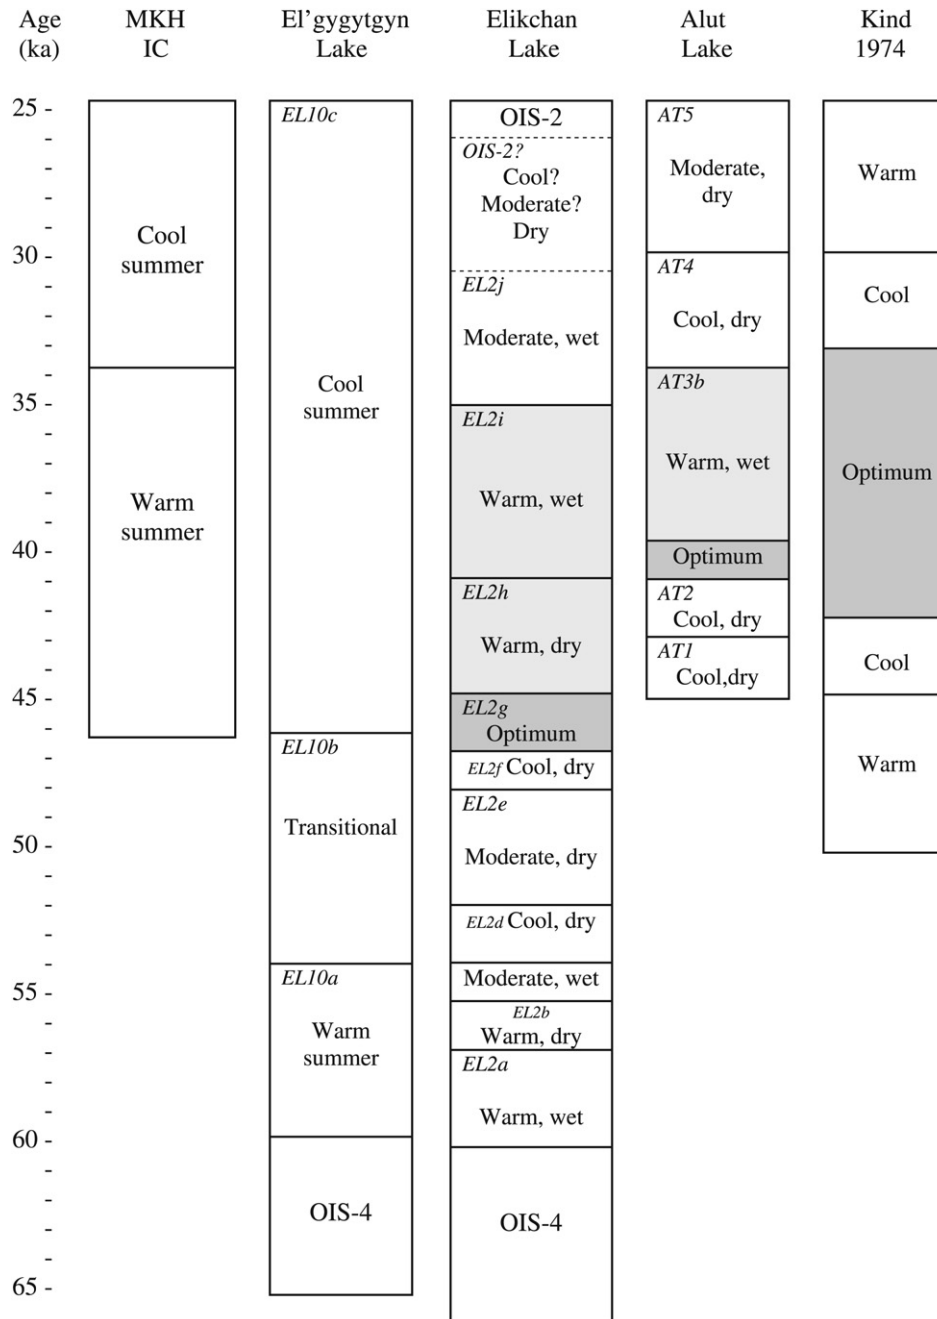 Age
(ka)
MKH
IC
El’gygytgyn
Lake
Elikchan
Lake
Alut
Lake
Kind
1974
25 -
-
-
-
-
30 -
-
-
-
-
35 -
-
-
-
-
40 -
-
-
-
-
45 -
-
-
-
-
50 -
-
-
-
-
55 -
-
-
-
-
60 -
-
-
-
-
65 -
Cool
summer
Warm
summer
EL10c
Cool
summer
EL10b
Transitional
EL10a
Warm
summer
OIS-4
OIS-2
OIS-2?
Cool?
Moderate?
Dry
EL2j
Moderate, wet
EL2i
Warm, wet
EL2h
Warm, dry
EL2g
Optimum
EL2f Cool, dry
EL2e
Moderate, dry
EL2d Cool, dry
Moderate, wet
EL2b
Warm, dry
EL2a
Warm, wet
OIS-4
AT5
Moderate,
dry
AT4
Cool, dry
AT3b
Warm, wet
Optimum
AT2
Cool, dry
AT1
Cool,dry
Warm
Cool
Optimum
Cool
Warm